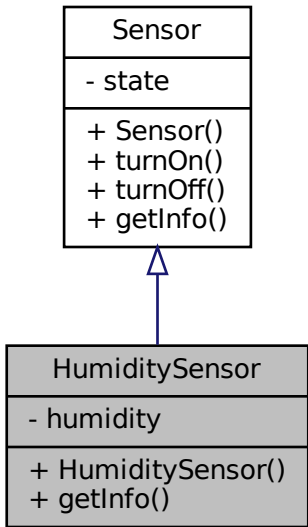 Sensor
- state
+ Sensor()
+ turnOn()
+ turnOff()
+ getInfo()
HumiditySensor
- humidity
+ HumiditySensor()
+ getInfo()